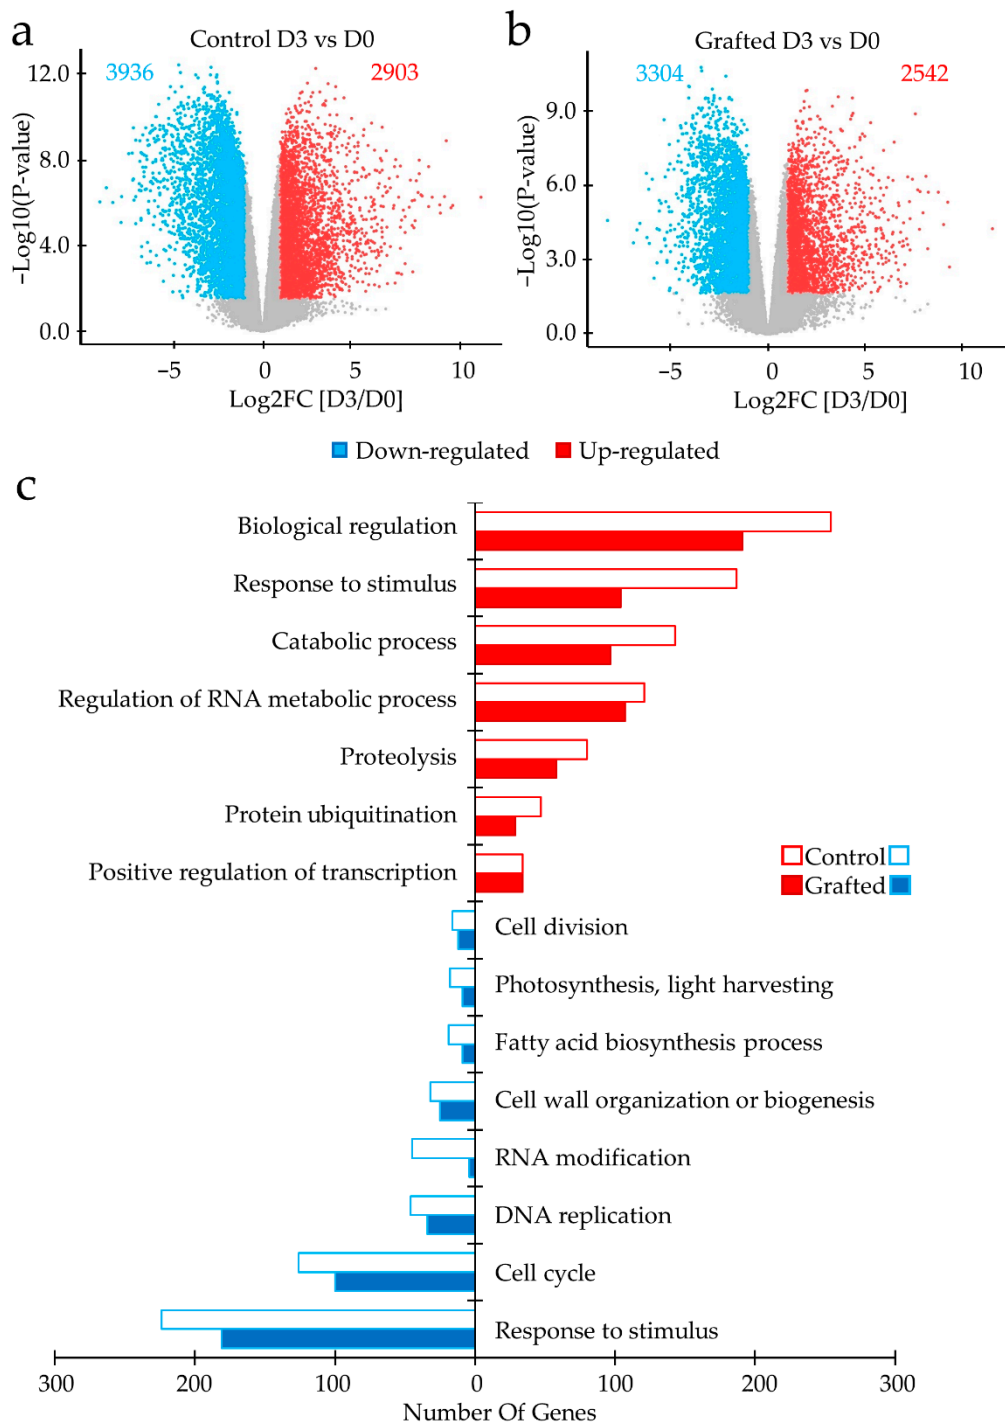 a
Control D3 vs D0
3936
2903
12.0
8.0
4.0
0.0
−Log10(P-value)
−5
0
5
10
Log2FC [D3/D0]
b
Grafted D3 vs D0
3304
2542
9.0
6.0
3.0
0.0
−Log10(P-value)
−5
0
5
10
Log2FC [D3/D0]
Down-regulated
Up-regulated
c
Biological regulation
Response to stimulus
Catabolic process
Regulation of RNA metabolic process
Proteolysis
Protein ubiquitination
Positive regulation of transcription
Control
Grafted
Cell division
Photosynthesis, light harvesting
Fatty acid biosynthesis process
Cell wall organization or biogenesis
RNA modification
DNA replication
Cell cycle
Response to stimulus
300
200
100
0
100
200
300
Number Of Genes